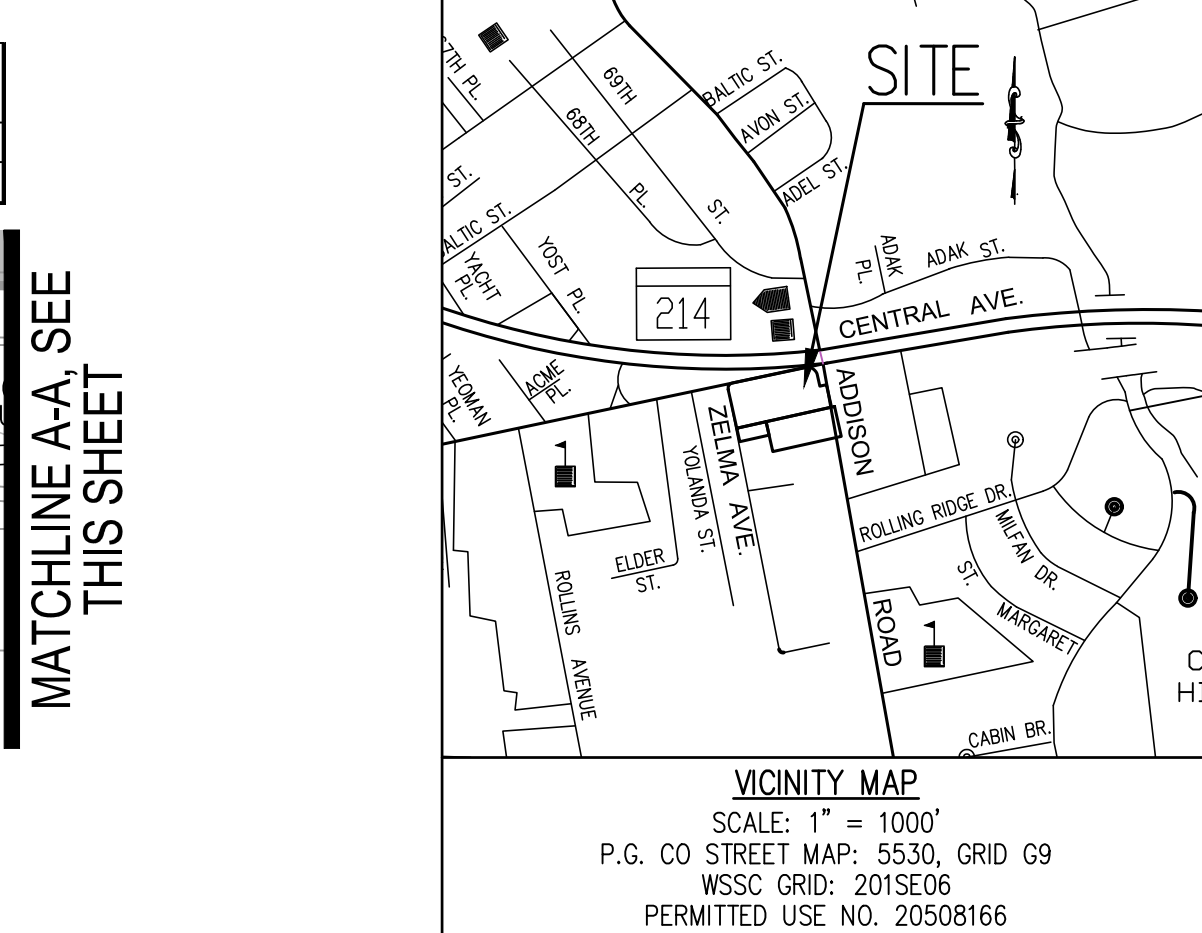 MATCHLINE A-A, SEE
THIS SHEET
67TH PL.
69TH
68TH
BALTIC ST.
AVON ST.
ADEL ST.
SITE
ST.
PL.
ST.
BALTIC ST.
YACHT
PL.
YOST PL.
214
ADAK
PL.
ADAK ST.
CENTRAL AVE.
YEOMAN
PL.
ACME
PL.
ZELMA AVE.
YOLANDA ST.
ADDISON
ROAD
ROLLING RIDGE DR.
MILFAN DR.
MARGARET
ST.
ELDER
ST.
ROLLINS AVENUE
CABIN BR.
VICINITY MAP
SCALE: 1" = 1000'
P.G. CO STREET MAP: 5530, GRID G9
WSSC GRID: 201SE06
PERMITTED USE NO. 20508166